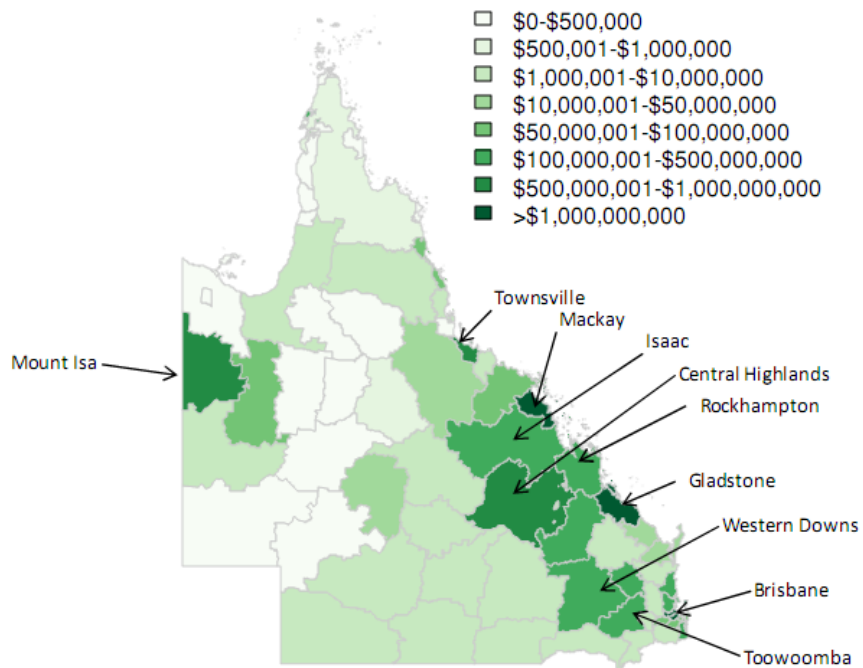 $0-$500,000
$500,001-$1,000,000
$1,000,001-$10,000,000
$10,000,001-$50,000,000
$50,000,001-$100,000,000
$100,000,001-$500,000,000
$500,000,001-$1,000,000,000
>$1,000,000,000
Townsville
Mackay
Isaac
Mount Isa
Central Highlands
Rockhampton
Gladstone
Western Downs
Brisbane
Toowoomba